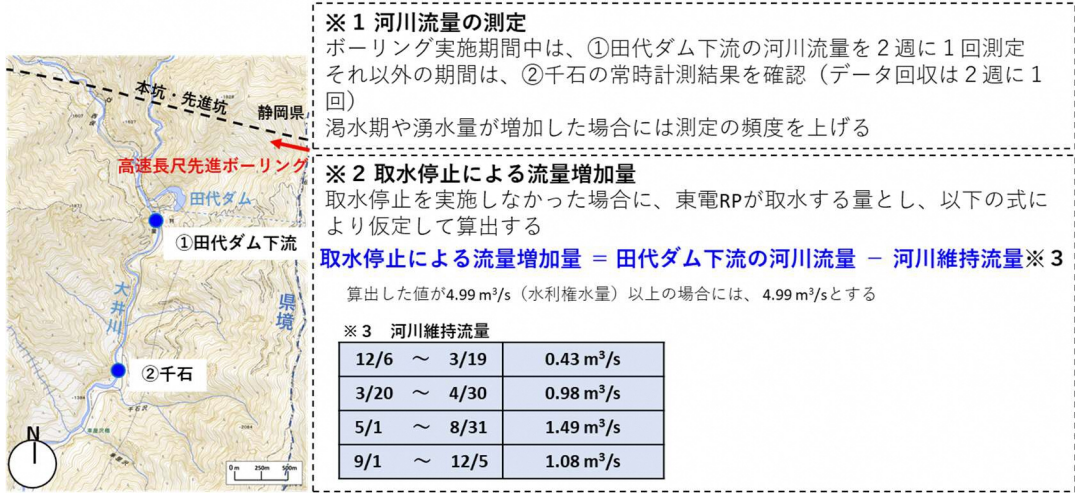 ※１ 河川流量の測定
ボーリング実施期間中は、①田代ダム下流の河川流量を２週に１回測定
それ以外の期間は、②千石の常時計測結果を確認（データ回収は２週に１
回）
渇水期や湧水量が増加した場合には測定の頻度を上げる
※２ 取水停止による流量増加量
取水停止を実施しなかった場合に、東電RPが取水する量とし、以下の式に
より仮定して算出する
取水停止による流量増加量 ＝ 田代ダム下流の河川流量 － 河川維持流量※３
算出した値が4.99 m³/s（水利権水量）以上の場合には、4.99 m³/sとする
※３ 河川維持流量
12/6 ～ 3/19 0.43 m³/s
3/20 ～ 4/30 0.98 m³/s
5/1 ～ 8/31 1.49 m³/s
9/1 ～ 12/5 1.08 m³/s
本坑・先進坑
静岡県
高速長尺先進ボーリング
田代ダム
①田代ダム下流
大井川
県境
②千石
千石沢
N
0m 250m 500m